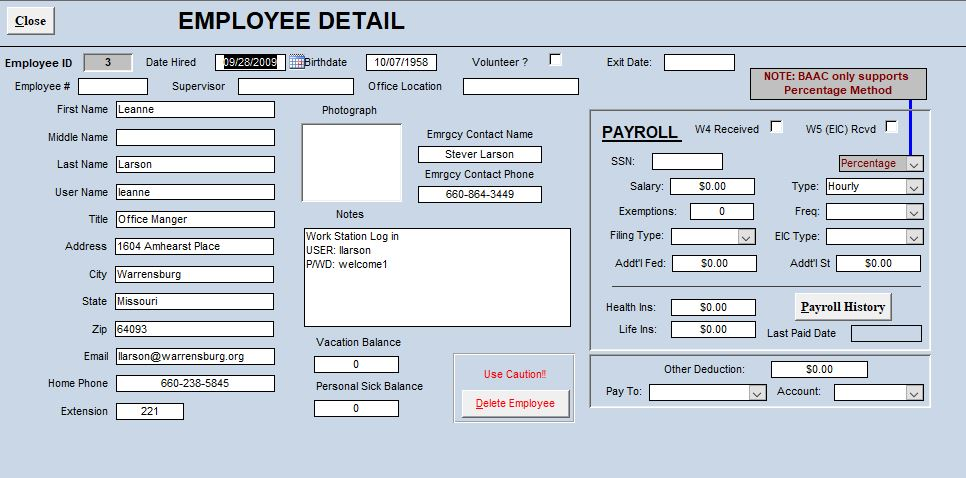 Close
EMPLOYEE DETAIL
Employee ID 3 Date Hired 09/28/2009 Birthdate 10/07/1958 Volunteer ? Exit Date:
Employee # Supervisor Office Location
NOTE: BAAC only supports
Percentage Method
First Name Leanne
Middle Name
Last Name Larson
User Name leanne
Title Office Manger
Address 1604 Amhearst Place
City Warrensburg
State Missouri
Zip 64093
Email llarson@warrensburg.org
Home Phone 660-238-5845
Extension 221
Photograph
Emrgcy Contact Name
Stever Larson
Emrgcy Contact Phone
660-864-3449
Notes
Work Station Log in
USER: llarson
P/WD: welcome1
Vacation Balance
0
Personal Sick Balance
0
Use Caution!!
Delete Employee
PAYROLL W4 Received W5 (EIC) Rcvd
SSN: Percentage
Salary: $0.00 Type: Hourly
Exemptions: 0 Freq:
Filing Type: EIC Type:
Addt'l Fed: $0.00 Addt'l St $0.00
Health Ins: $0.00 Payroll History
Life Ins: $0.00 Last Paid Date
Other Deduction: $0.00
Pay To: Account: